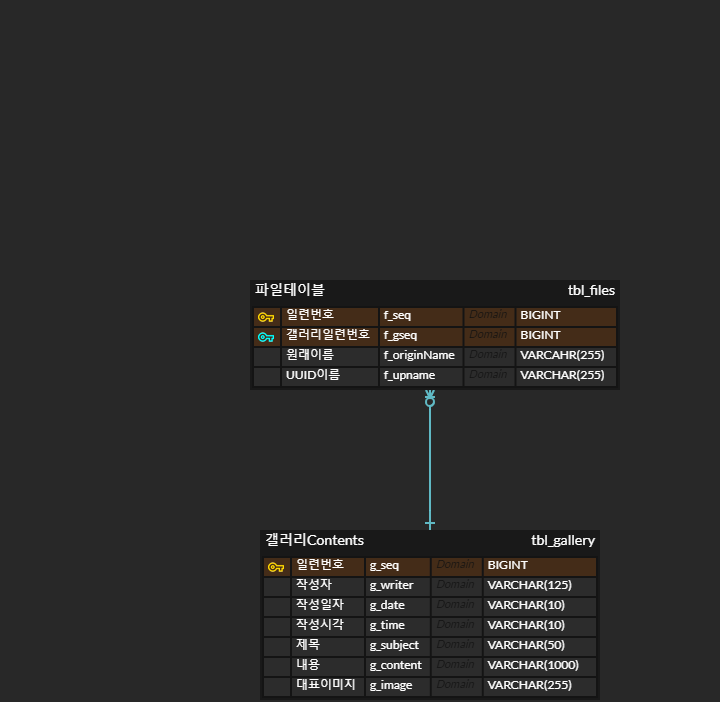 파일테이블 tbl_files
일련번호 f_seq Domain BIGINT
갤러리일련번호 f_gseq Domain BIGINT
원래이름 f_originName Domain VARCAHR(255)
UUID이름 f_upname Domain VARCHAR(255)
갤러리Contents tbl_gallery
일련번호 g_seq Domain BIGINT
작성자 g_writer Domain VARCHAR(125)
작성일자 g_date Domain VARCHAR(10)
작성시각 g_time Domain VARCHAR(10)
제목 g_subject Domain VARCHAR(50)
내용 g_content Domain VARCHAR(1000)
대표이미지 g_image Domain VARCHAR(255)